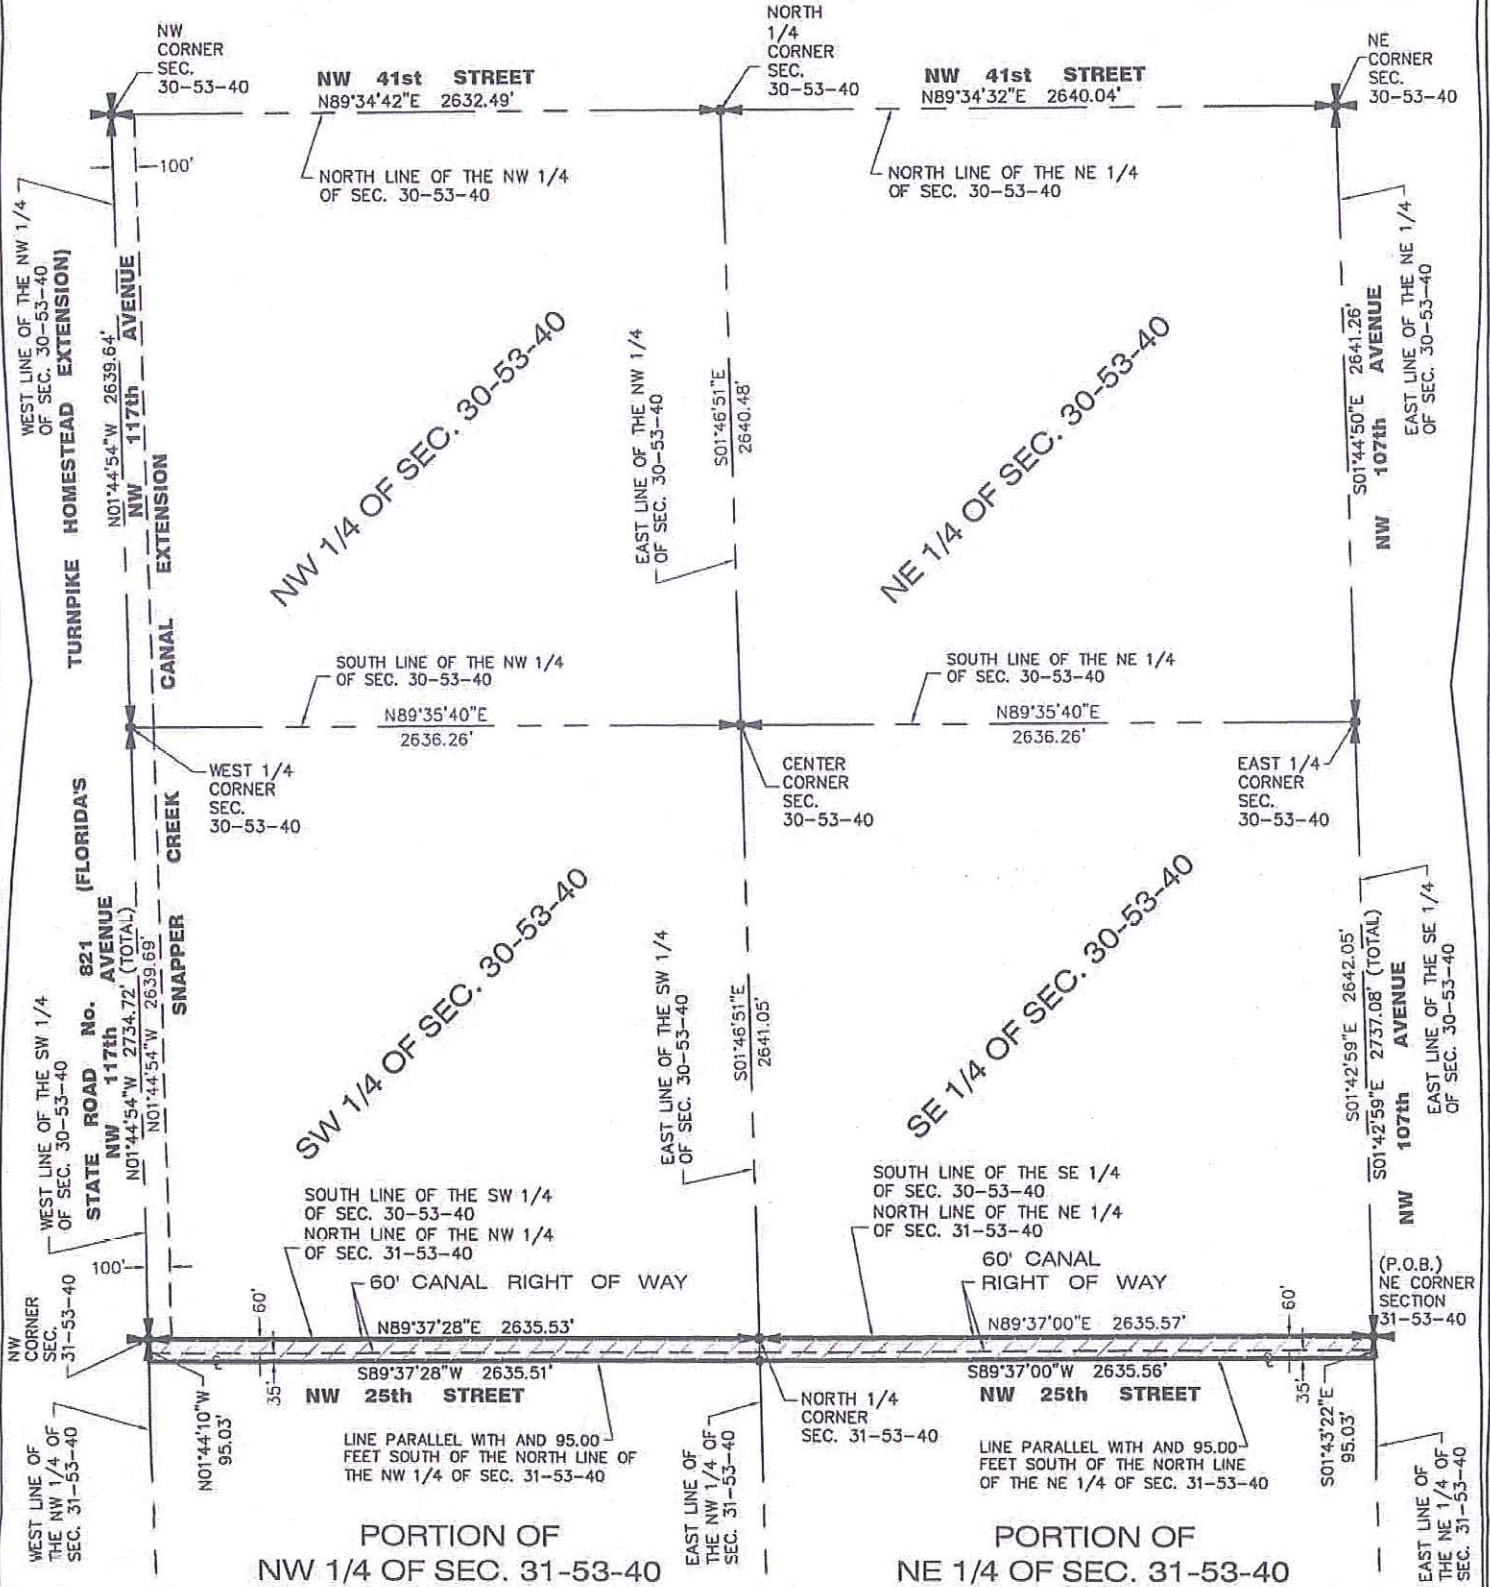 NW
CORNER
SEC.
30-53-40
NORTH
1/4
CORNER
SEC.
30-53-40
NE
CORNER
SEC.
30-53-40
NW 41st STREET
N89°34'42"E 2632.49'
NW 41st STREET
N89°34'32"E 2640.04'
100'
NORTH LINE OF THE NW 1/4
OF SEC. 30-53-40
NORTH LINE OF THE NE 1/4
OF SEC. 30-53-40
WEST LINE OF THE NW 1/4
OF SEC. 30-53-40
N01°44'54"W 2639.64'
NW 117th AVENUE
NW 1/4 OF SEC. 30-53-40
EAST LINE OF THE NW 1/4
OF SEC. 30-53-40
S01°46'51"E
2640.48'
NE 1/4 OF SEC. 30-53-40
S01°44'50"E 2641.26'
NW 107th AVENUE
EAST LINE OF THE NE 1/4
OF SEC. 30-53-40
STATE ROAD No. 821 (FLORIDA'S TURNPIKE HOMESTEAD EXTENSION)
SNAPPER CREEK CANAL EXTENSION
SOUTH LINE OF THE NW 1/4
OF SEC. 30-53-40
N89°35'40"E
2636.26'
SOUTH LINE OF THE NE 1/4
OF SEC. 30-53-40
N89°35'40"E
2636.26'
WEST 1/4
CORNER
SEC.
30-53-40
CENTER
CORNER
SEC.
30-53-40
EAST 1/4
CORNER
SEC.
30-53-40
WEST LINE OF THE SW 1/4
OF SEC. 30-53-40
NW 117th AVENUE
N01°44'54"W 2734.72' (TOTAL)
N01°44'54"W 2639.69'
SW 1/4 OF SEC. 30-53-40
EAST LINE OF THE SW 1/4
OF SEC. 30-53-40
S01°46'51"E
2641.05'
SE 1/4 OF SEC. 30-53-40
S01°42'59"E 2642.05'
S01°42'59"E 2737.08' (TOTAL)
NW 107th AVENUE
EAST LINE OF THE SE 1/4
OF SEC. 30-53-40
SOUTH LINE OF THE SW 1/4
OF SEC. 30-53-40
NORTH LINE OF THE NW 1/4
OF SEC. 31-53-40
60' CANAL RIGHT OF WAY
SOUTH LINE OF THE SE 1/4
OF SEC. 30-53-40
NORTH LINE OF THE NE 1/4
OF SEC. 31-53-40
60' CANAL
RIGHT OF WAY
100'
(P.O.B.)
NE CORNER
SECTION
31-53-40
NW
CORNER
SEC.
31-53-40
60'
N89°37'28"E 2635.53'
N89°37'00"E 2635.57'
60'
S89°37'28"W 2635.51'
S89°37'00"W 2635.56'
35'
NW 25th STREET
NW 25th STREET
35'
N01°44'10"W
95.03'
S01°43'22"E
95.03'
NORTH 1/4
CORNER
SEC. 31-53-40
LINE PARALLEL WITH AND 95.00
FEET SOUTH OF THE NORTH LINE OF
THE NW 1/4 OF SEC. 31-53-40
LINE PARALLEL WITH AND 95.00
FEET SOUTH OF THE NORTH LINE
OF THE NE 1/4 OF SEC. 31-53-40
WEST LINE OF
THE NW 1/4 OF
SEC. 31-53-40
EAST LINE OF
THE NW 1/4 OF
SEC. 31-53-40
EAST LINE OF
THE NE 1/4 OF
SEC. 31-53-40
PORTION OF
NW 1/4 OF SEC. 31-53-40
PORTION OF
NE 1/4 OF SEC. 31-53-40